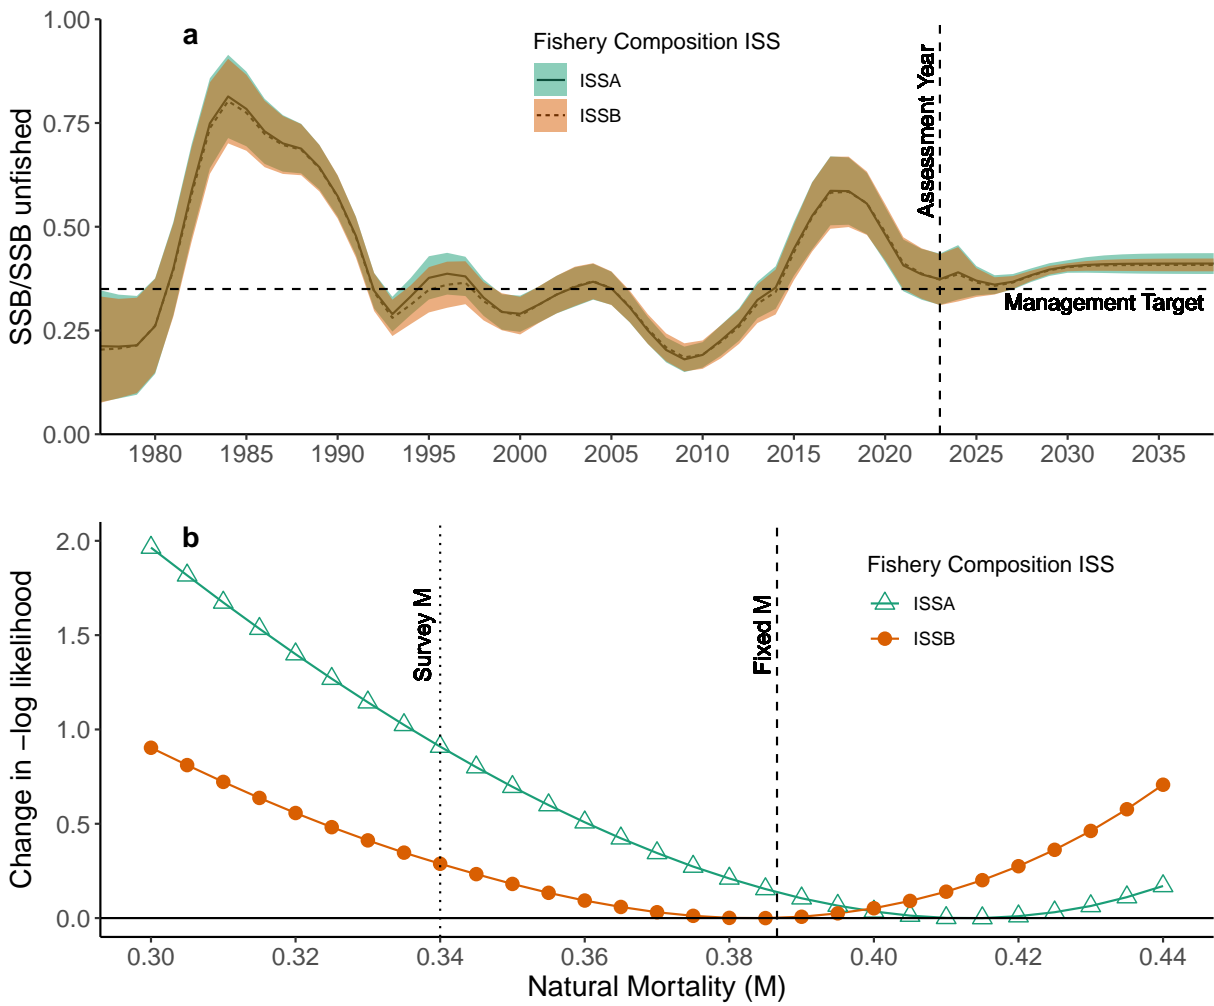 a
Fishery Composition ISS
ISSA
ISSB
Assessment Year
Management Target
SSB/SSB unfished
1.00
0.75
0.50
0.25
0.00
1980 1985 1990 1995 2000 2005 2010 2015 2020 2025 2030 2035
b
Fishery Composition ISS
ISSA
ISSB
Survey M
Fixed M
Change in −log likelihood
2.0
1.5
1.0
0.5
0.0
0.30 0.32 0.34 0.36 0.38 0.40 0.42 0.44
Natural Mortality (M)